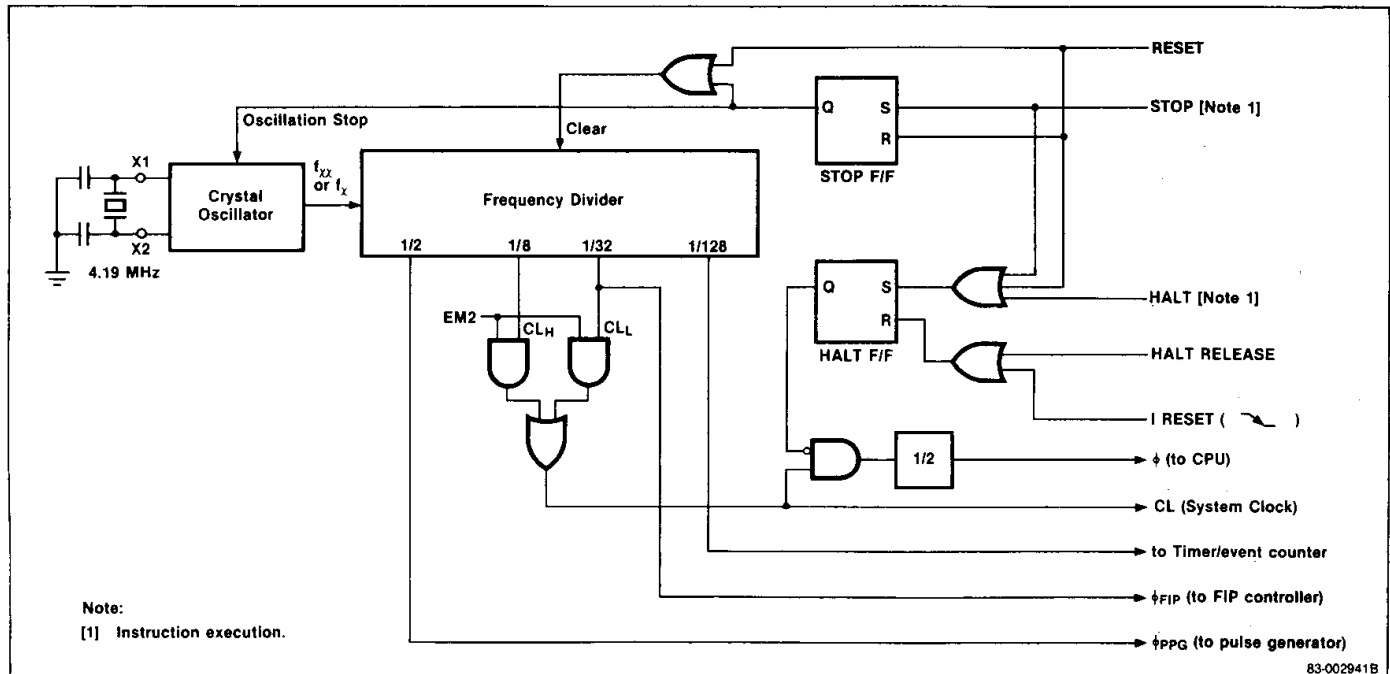 RESET
Q S
R
STOP F/F
STOP [Note 1]
Oscillation Stop
Clear
X1
X2
4.19 MHz
Crystal
Oscillator
fχχ
or fχ
Frequency Divider
1/2 1/8 1/32 1/128
EM2
CLH
CLL
Q S
R
HALT F/F
HALT [Note 1]
HALT RELEASE
I RESET ( )
1/2
ϕ (to CPU)
CL (System Clock)
to Timer/event counter
ϕFIP (to FIP controller)
ϕPPG (to pulse generator)
Note:
[1] Instruction execution.
83-002941B